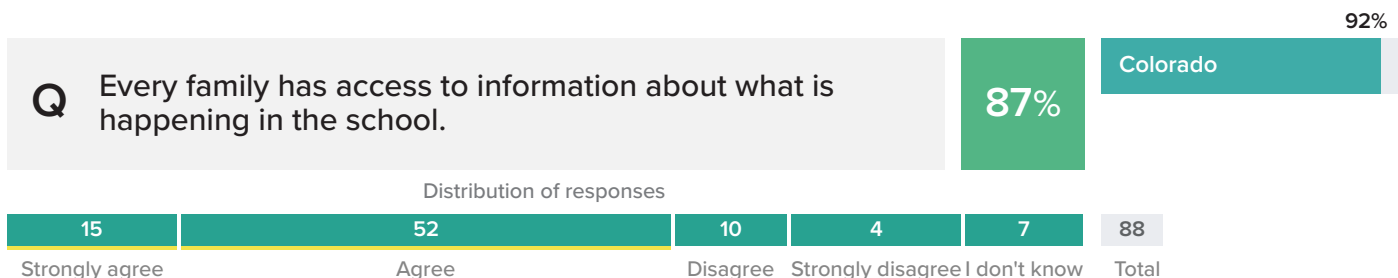 92%
Q
Every family has access to information about what is
happening in the school.
87%
Colorado
Distribution of responses
15 52 10 4 7 88
Strongly agree Agree Disagree Strongly disagree I don't know Total